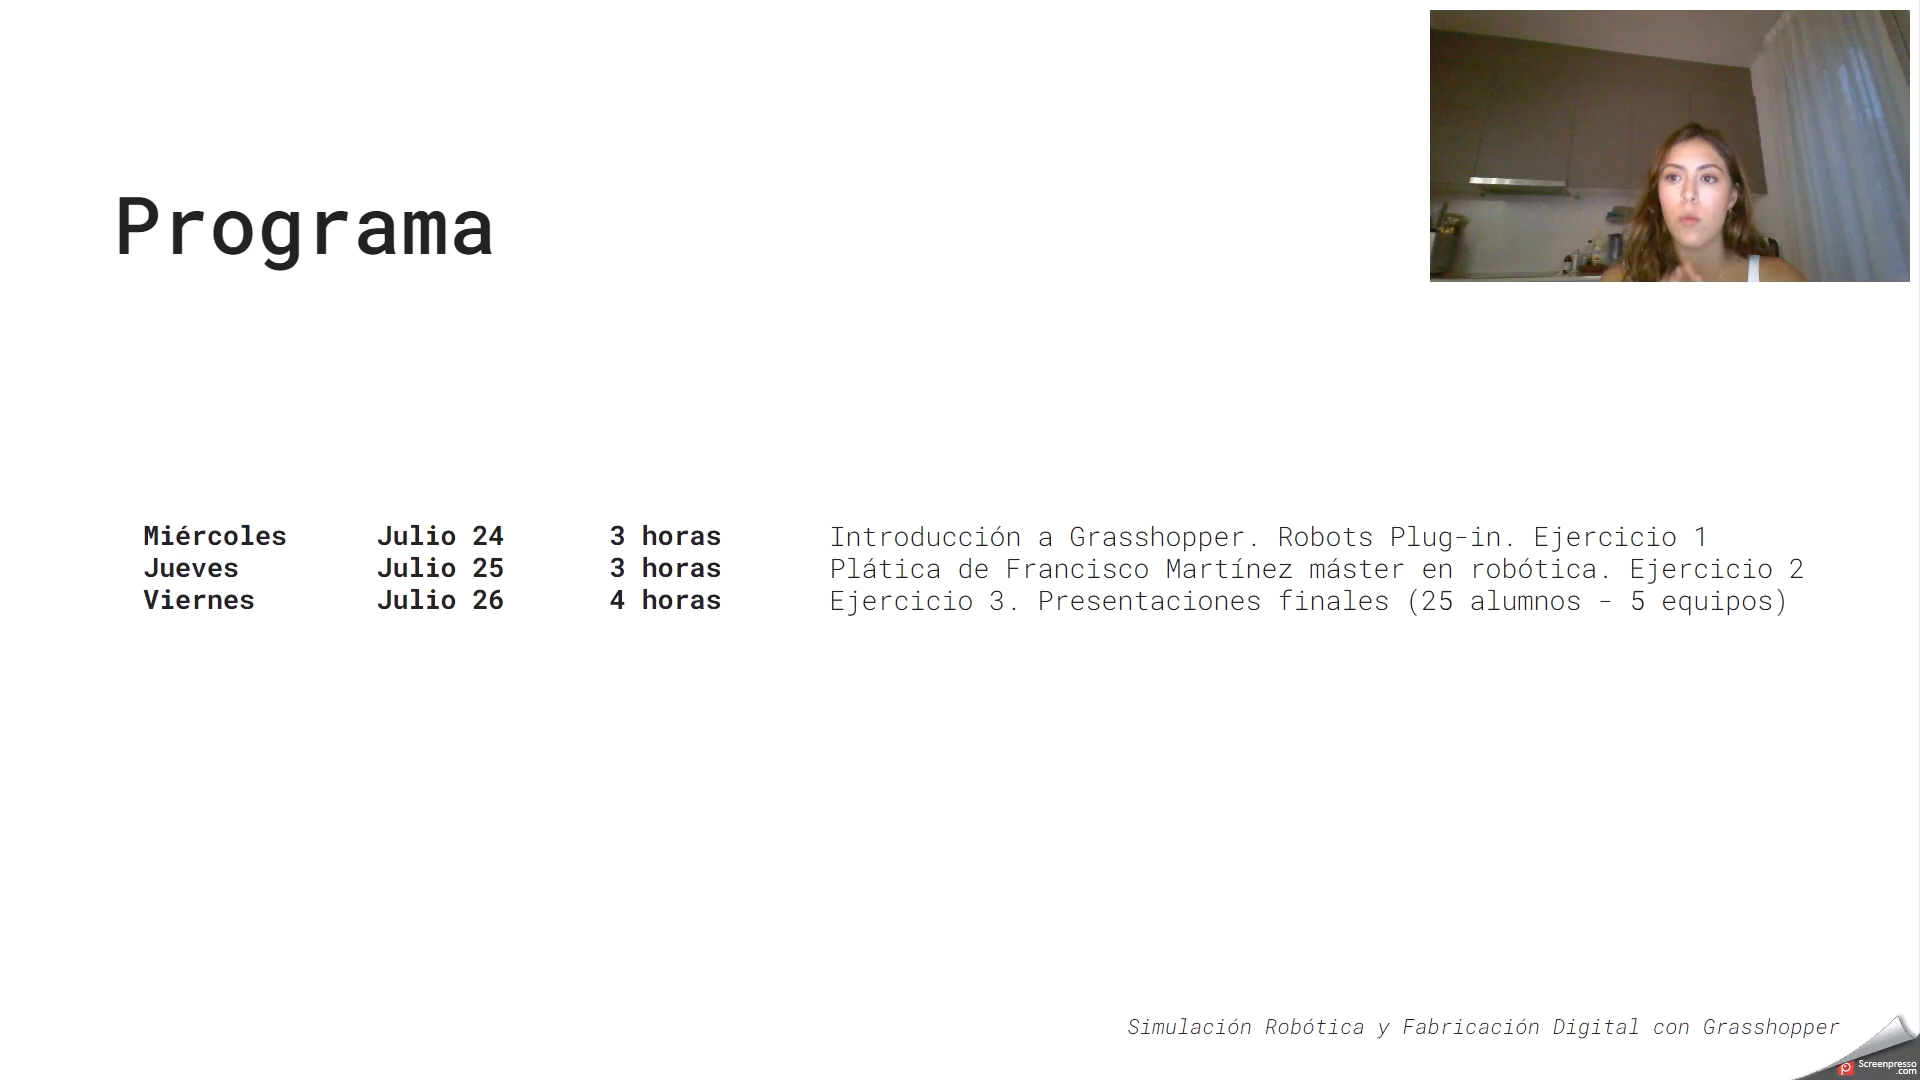 Programa
Miércoles Julio 24 3 horas Introducción a Grasshopper. Robots Plug-in. Ejercicio 1
Jueves Julio 25 3 horas Plática de Francisco Martínez máster en robótica. Ejercicio 2
Viernes Julio 26 4 horas Ejercicio 3. Presentaciones finales (25 alumnos - 5 equipos)
Simulación Robótica y Fabricación Digital con Grasshopper
Screenpresso
.com